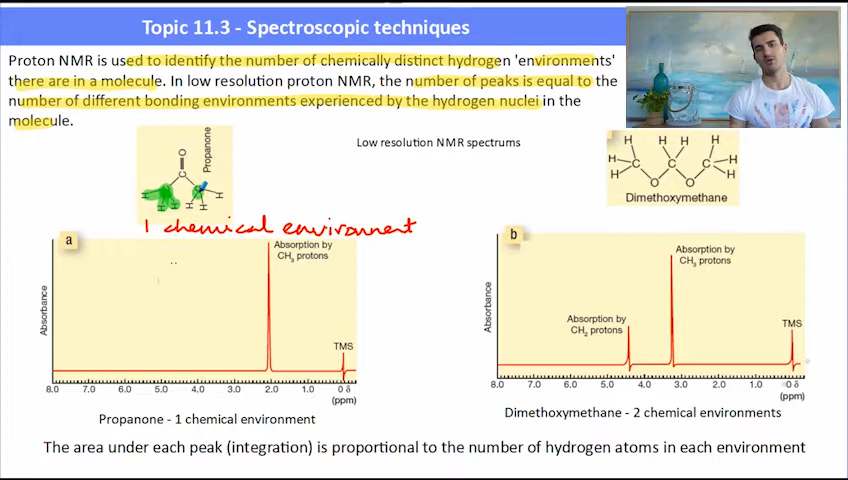 Topic 11.3 - Spectroscopic techniques
Proton NMR is used to identify the number of chemically distinct hydrogen 'environments'
there are in a molecule. In low resolution proton NMR, the number of peaks is equal to the
number of different bonding environments experienced by the hydrogen nuclei in the
molecule.
Low resolution NMR spectrums
O
C
H H H H
Propanone
1 chemical environment
H H H H
H C C C H
H O O H
Dimethoxymethane
a
Absorption by
CH3 protons
Absorbance
TMS
8.0 7.0 6.0 5.0 4.0 3.0 2.0 1.0 0 δ
(ppm)
Propanone - 1 chemical environment
b
Absorption by
CH3 protons
Absorption by
CH2 protons
Absorbance
TMS
8.0 7.0 6.0 5.0 4.0 3.0 2.0 1.0 0 δ
(ppm)
Dimethoxymethane - 2 chemical environments
The area under each peak (integration) is proportional to the number of hydrogen atoms in each environment